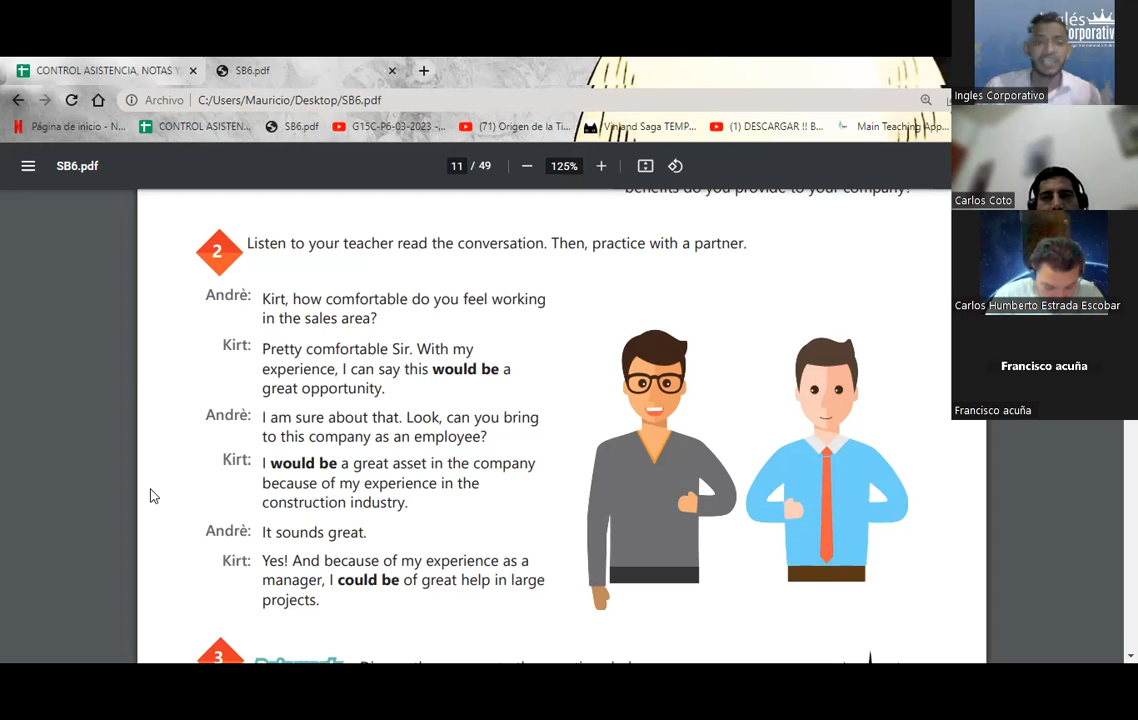 CONTROL ASISTENCIA, NOTAS Y
SB6.pdf
Archivo
C:/Users/Mauricio/Desktop/SB6.pdf
Página de inicio - N...
CONTROL ASISTEN...
SB6.pdf
G15C-P6-03-2023 -,...
(71) Origen de la Ti...
Vinland Saga TEMP...
(1) DESCARGAR !! B...
Main Teaching App...
SB6.pdf
11 / 49
125%
benefits do you provide to your company?
2
Listen to your teacher read the conversation. Then, practice with a partner.
Andrè: Kirt, how comfortable do you feel working
in the sales area?
Kirt: Pretty comfortable Sir. With my
experience, I can say this would be a
great opportunity.
Andrè: I am sure about that. Look, can you bring
to this company as an employee?
Kirt: I would be a great asset in the company
because of my experience in the
construction industry.
Andrè: It sounds great.
Kirt: Yes! And because of my experience as a
manager, I could be of great help in large
projects.
3
Ingles Corporativo
Carlos Coto
Carlos Humberto Estrada Escobar
Francisco acuña
Francisco acuña